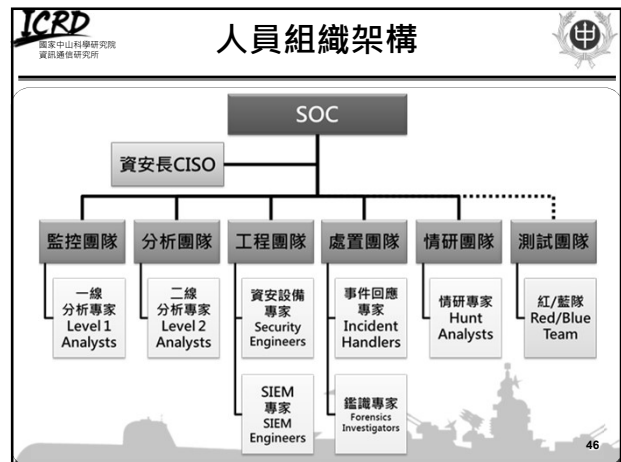 ICRD
國家中山科學研究院
資訊通信研究所
人員組織架構
中
SOC
資安長CISO
監控團隊
分析團隊
工程團隊
處置團隊
情研團隊
測試團隊
一線
分析專家
Level 1
Analysts
二線
分析專家
Level 2
Analysts
資安設備
專家
Security
Engineers
事件回應
專家
Incident
Handlers
情研專家
Hunt
Analysts
紅/藍隊
Red/Blue
Team
SIEM
專家
SIEM
Engineers
鑑識專家
Forensics
Investigators
46